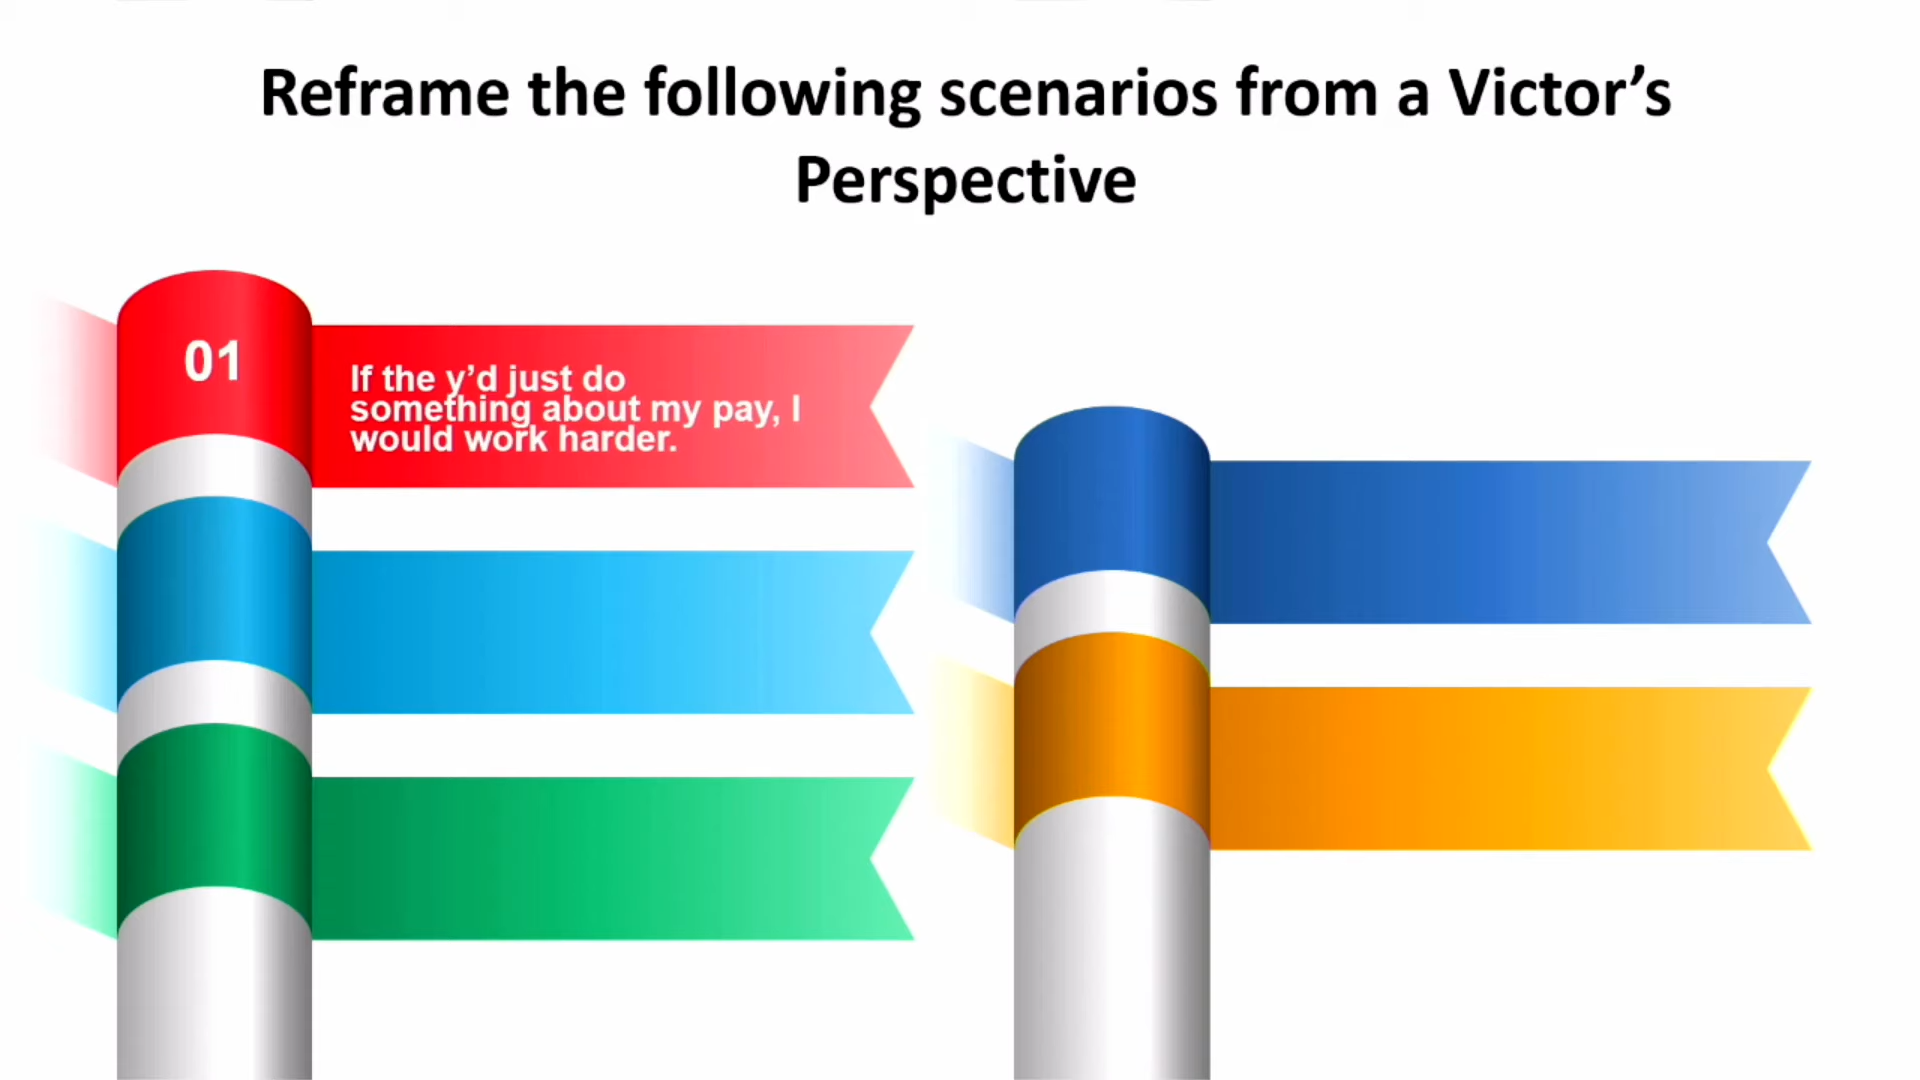 Reframe the following scenarios from a Victor’s
Perspective
01
If the y’d just do
something about my pay, I
would work harder.